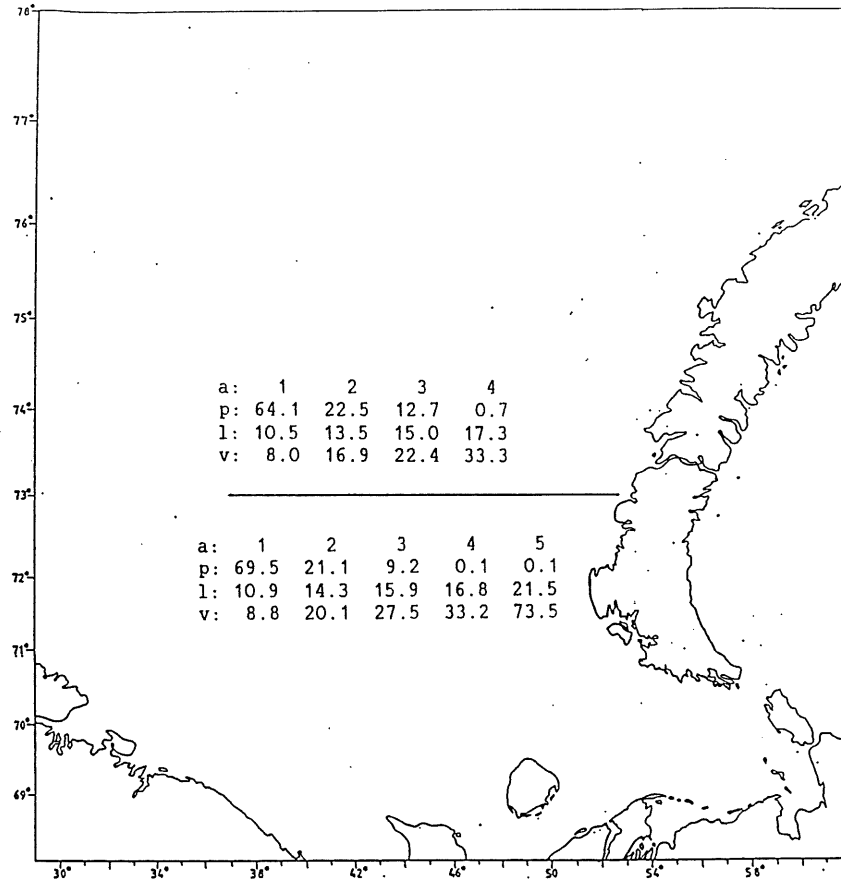 78°
77°
76°
75°
a: 1 2 3 4
74°
p: 64.1 22.5 12.7 0.7
l: 10.5 13.5 15.0 17.3
v: 8.0 16.9 22.4 33.3
73°
a: 1 2 3 4 5
p: 69.5 21.1 9.2 0.1 0.1
72°
l: 10.9 14.3 15.9 16.8 21.5
v: 8.8 20.1 27.5 33.2 73.5
71°
70°
69°
30° 34° 38° 42° 46° 50 54° 58°